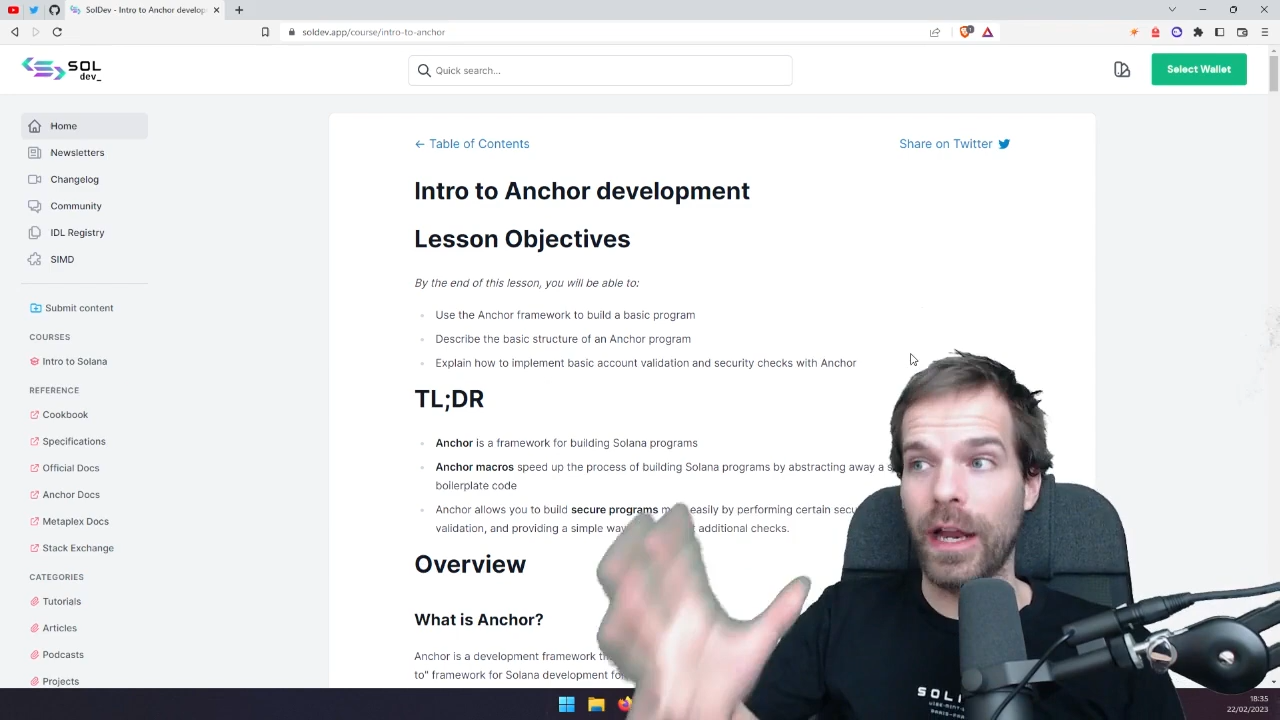 SolDev - Intro to Anchor develop
soldev.app/course/intro-to-anchor
SOL
dev_
Quick search...
Select Wallet
Home
Newsletters
Changelog
Community
IDL Registry
SIMD
Submit content
COURSES
Intro to Solana
REFERENCE
Cookbook
Specifications
Official Docs
Anchor Docs
Metaplex Docs
Stack Exchange
CATEGORIES
Tutorials
Articles
Podcasts
Projects
← Table of Contents
Share on Twitter
Intro to Anchor development
Lesson Objectives
By the end of this lesson, you will be able to:
Use the Anchor framework to build a basic program
Describe the basic structure of an Anchor program
Explain how to implement basic account validation and security checks with Anchor
TL;DR
Anchor is a framework for building Solana programs
Anchor macros speed up the process of building Solana programs by abstracting away a
boilerplate code
Anchor allows you to build secure programs easily by performing certain
validation, and providing a simple additional checks.
Overview
What is Anchor?
Anchor is a development framework
to" framework for Solana development
18:35
22/02/2023